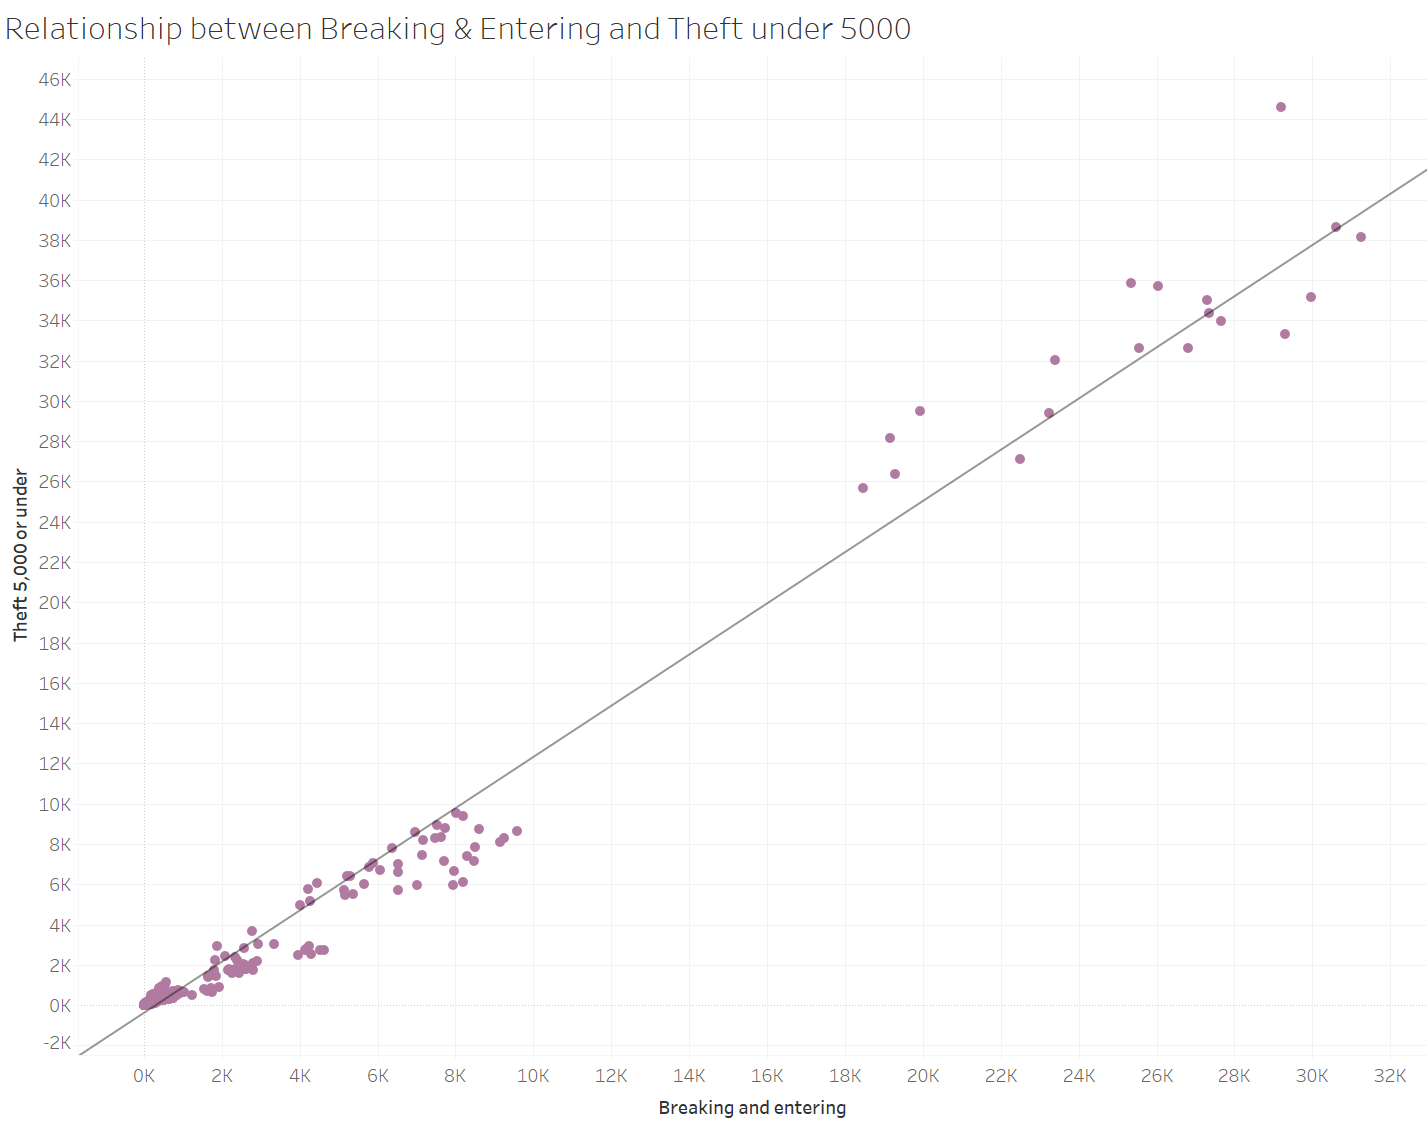 Relationship between Breaking & Entering and Theft under 5000
46K
44K
42K
40K
38K
36K
34K
32K
30K
28K
26K
24K
22K
20K
18K
16K
14K
12K
10K
8K
6K
4K
2K
0K
-2K
Theft 5,000 or under
0K 2K 4K 6K 8K 10K 12K 14K 16K 18K 20K 22K 24K 26K 28K 30K 32K
Breaking and entering